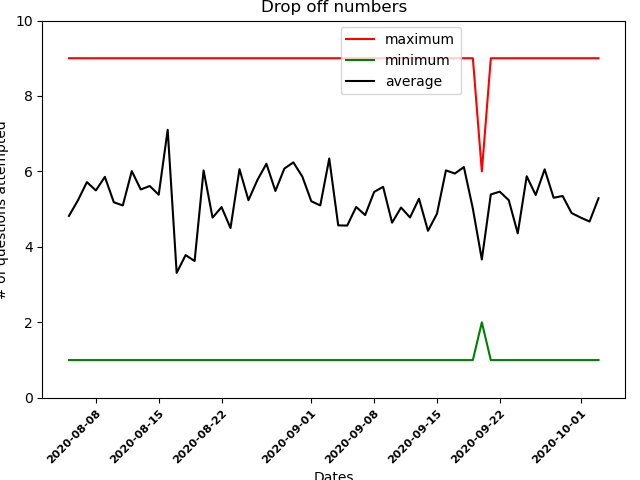 Drop off numbers
maximum
minimum
average
# of questions attempted
10
8
6
4
2
0
2020-08-08
2020-08-15
2020-08-22
2020-09-01
2020-09-08
2020-09-15
2020-09-22
2020-10-01
Dates